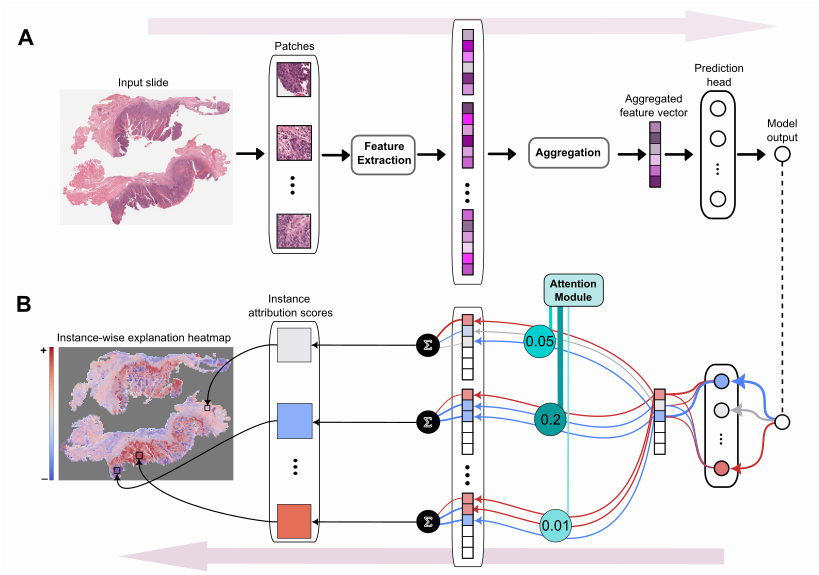 A
Input slide
Patches
Feature
Extraction
Aggregation
Aggregated
feature vector
Prediction
head
Model
output
B
Instance-wise explanation heatmap
+
−
Instance
attribution scores
Σ
Σ
Σ
Attention
Module
0.05
0.2
0.01